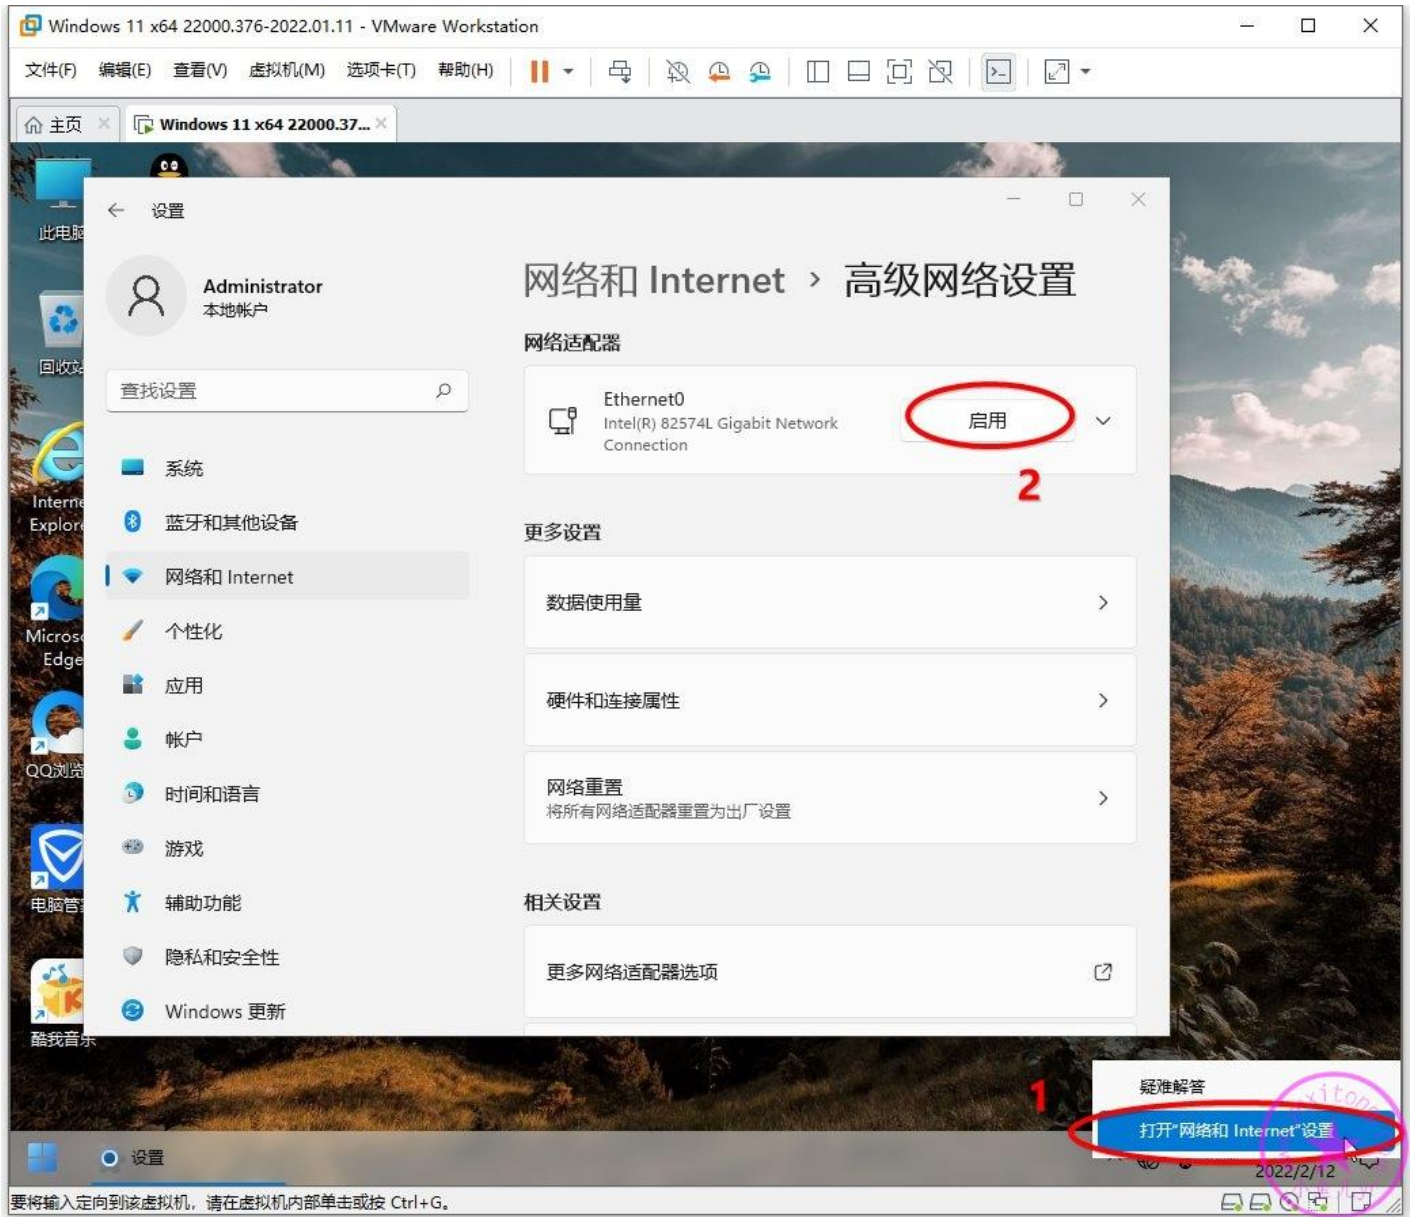 Windows 11 x64 22000.376-2022.01.11 - VMware Workstation
文件(F) 编辑(E) 查看(V) 虚拟机(M) 选项卡(T) 帮助(H)
主页
Windows 11 x64 22000.37...
此电脑
回收站
Interne
Explore
Microso
Edge
QQ浏览
电脑管家
酷我音乐
设置
Administrator
本地帐户
查找设置
系统
蓝牙和其他设备
网络和 Internet
个性化
应用
帐户
时间和语言
游戏
辅助功能
隐私和安全性
Windows 更新
网络和 Internet › 高级网络设置
网络适配器
Ethernet0
Intel(R) 82574L Gigabit Network
Connection
启用
2
更多设置
数据使用量
硬件和连接属性
网络重置
将所有网络适配器重置为出厂设置
相关设置
更多网络适配器选项
1
疑难解答
打开"网络和 Internet"设置
设置
2022/2/12
要将输入定向到该虚拟机，请在虚拟机内部单击或按 Ctrl+G。